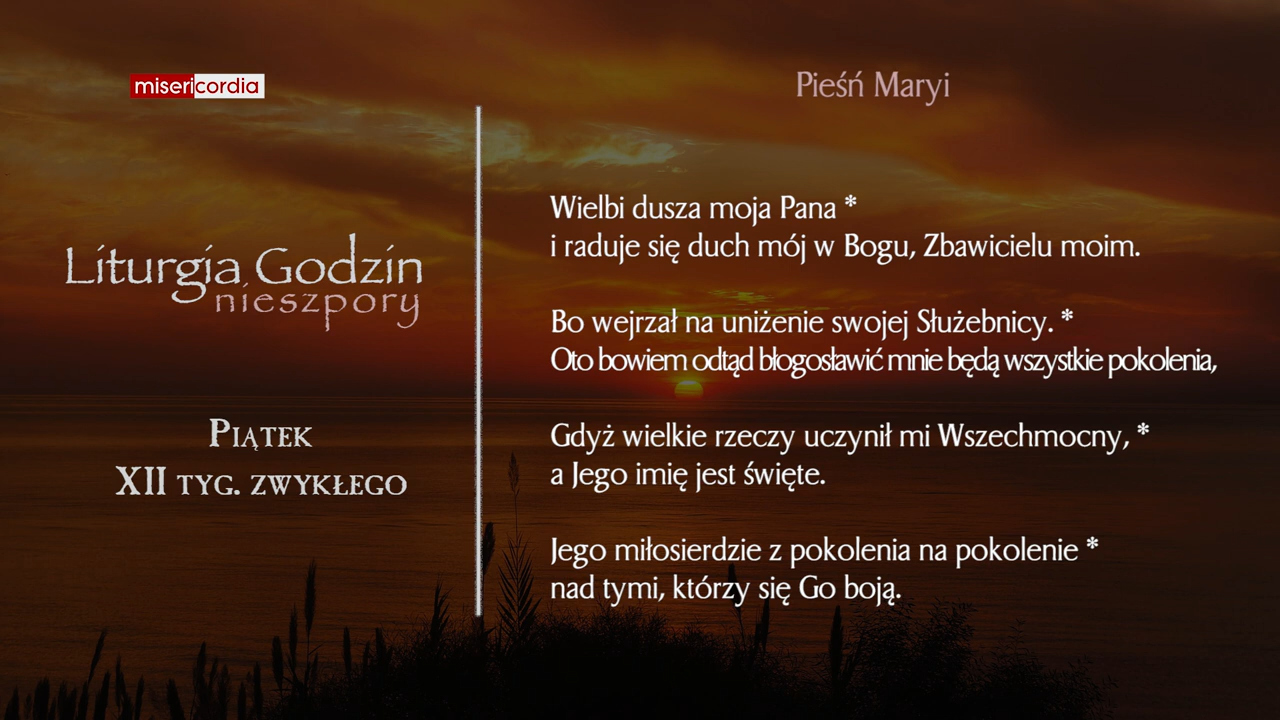 misericordia
Liturgia Godzin
nieszpory
Piątek
XII tyg. zwykłego
Pieśń Maryi
Wielbi dusza moja Pana *
i raduje się duch mój w Bogu, Zbawicielu moim.
Bo wejrzał na uniżenie swojej Służebnicy. *
Oto bowiem odtąd błogosławić mnie będą wszystkie pokolenia,
Gdyż wielkie rzeczy uczynił mi Wszechmocny, *
a Jego imię jest święte.
Jego miłosierdzie z pokolenia na pokolenie *
nad tymi, którzy się Go boją.